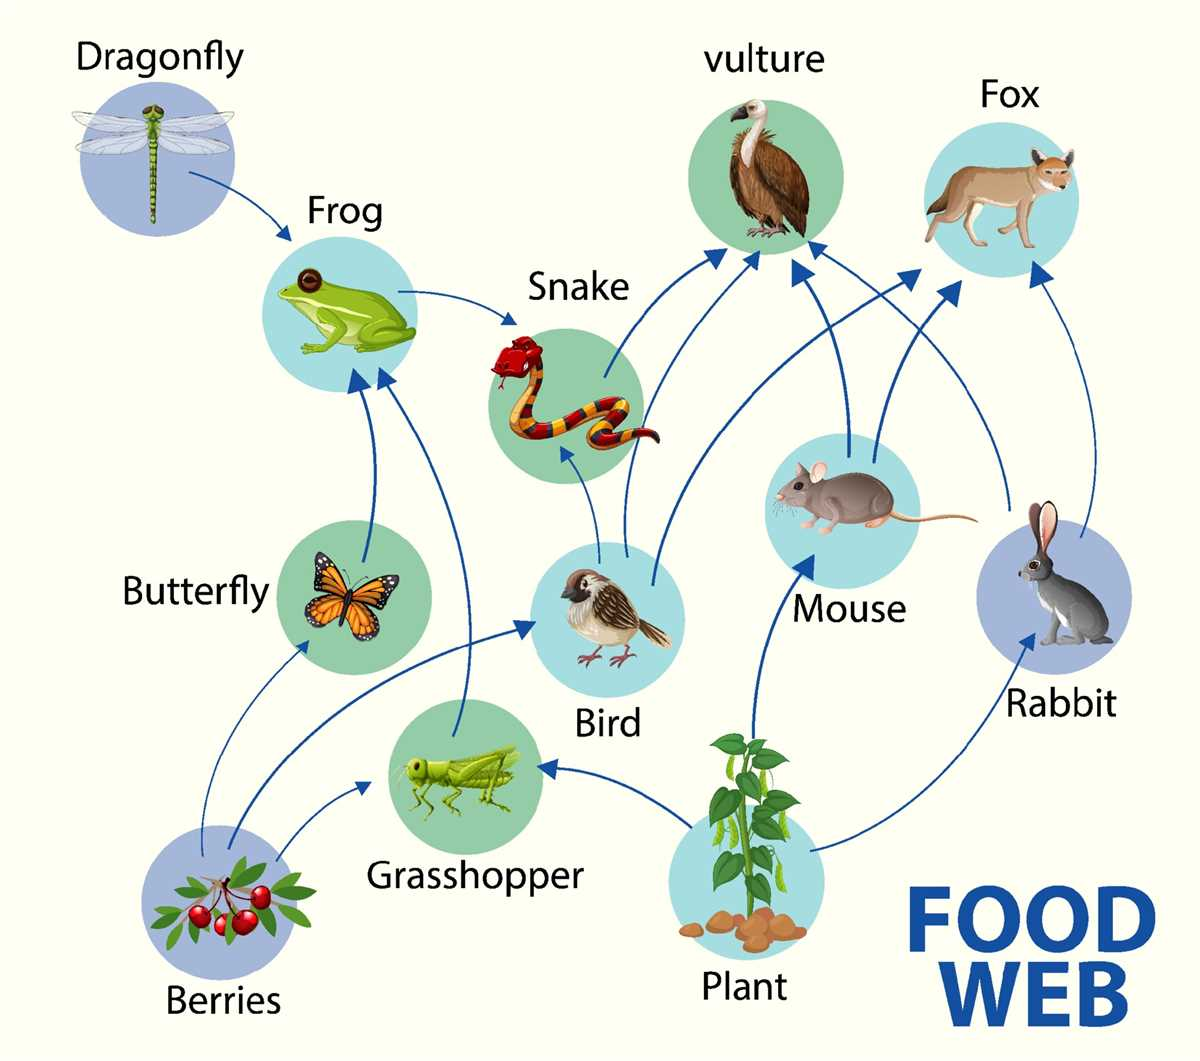 Dragonfly
vulture
Fox
Frog
Snake
Butterfly
Mouse
Rabbit
Bird
Grasshopper
Plant
Berries
FOOD
WEB